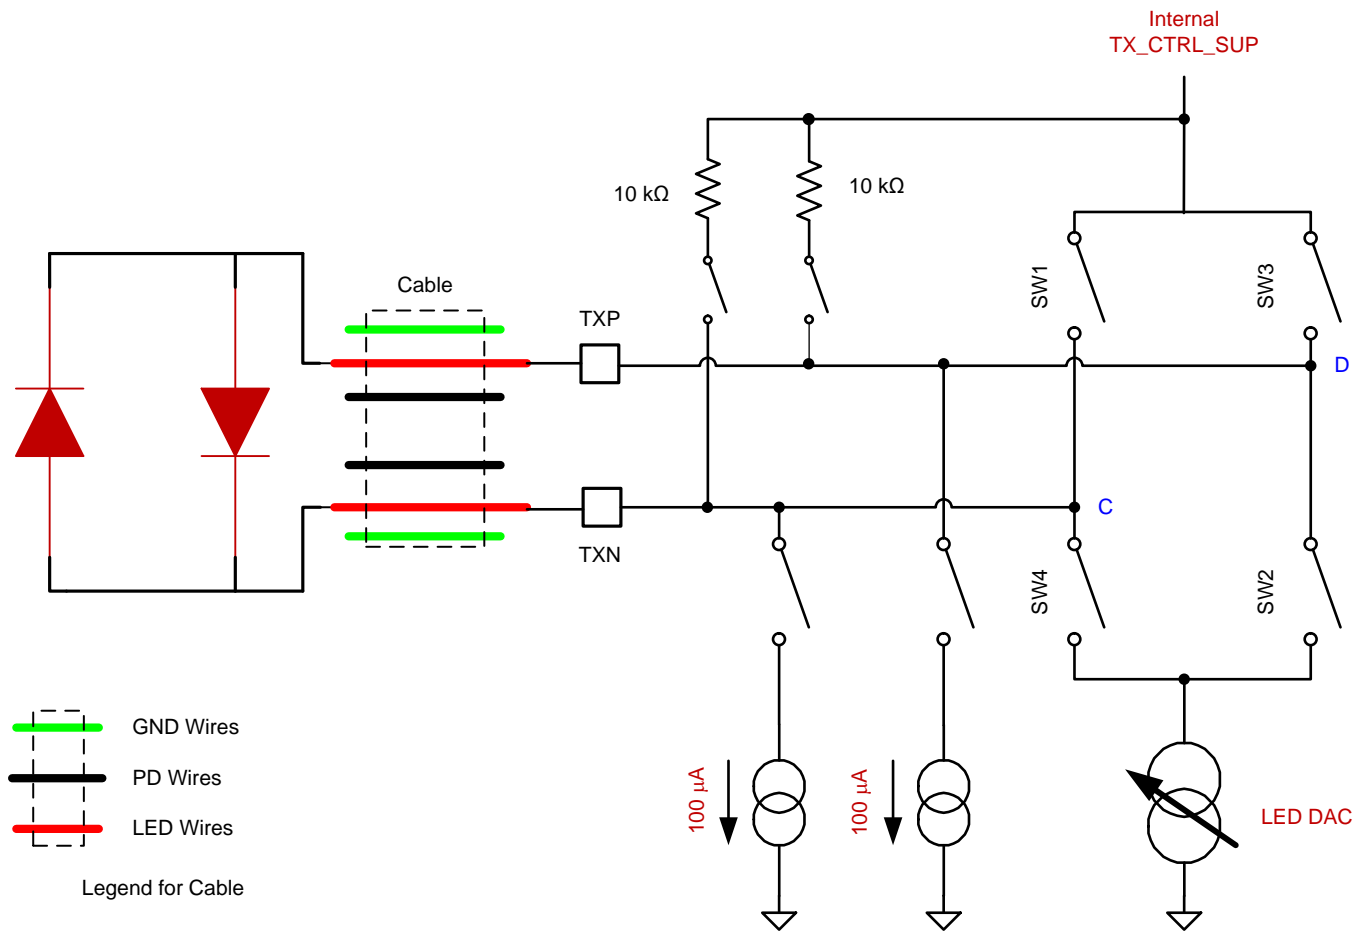 Internal
TX_CTRL_SUP
10 kΩ
10 kΩ
SW1
SW3
Cable
TXP
D
C
TXN
SW4
SW2
GND Wires
PD Wires
LED Wires
Legend for Cable
100 µA
100 µA
LED DAC